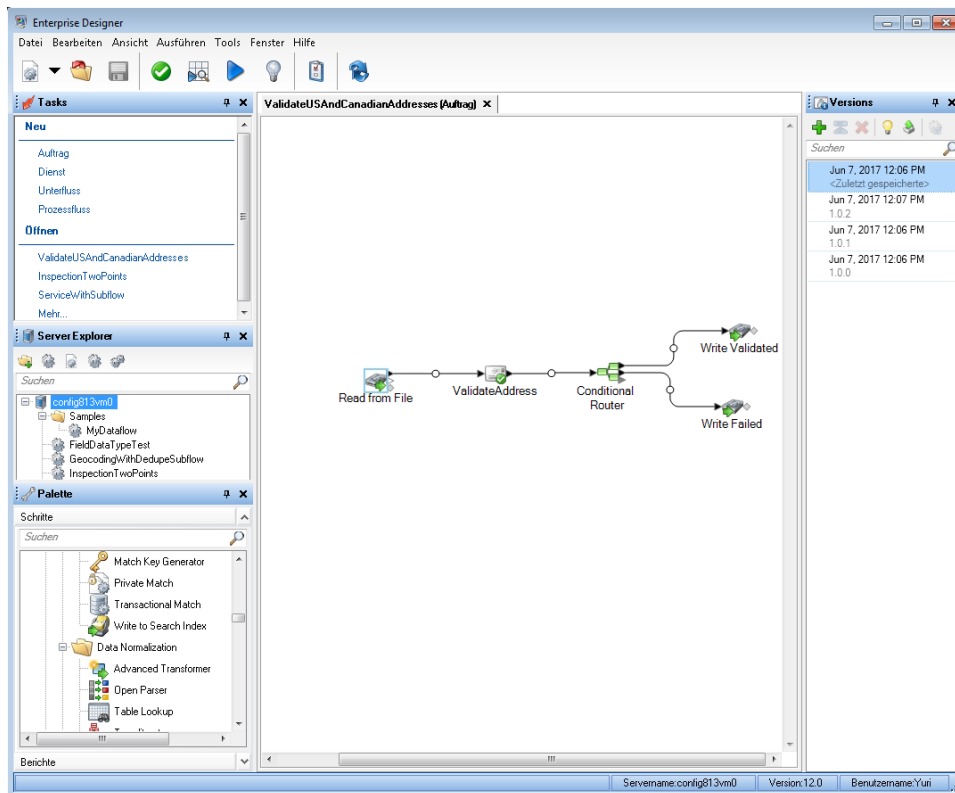 Enterprise Designer
Datei Bearbeiten Ansicht Ausführen Tools Fenster Hilfe
Tasks
Neu
Auftrag
Dienst
Unterfluss
Prozessfluss
Öffnen
ValidateUSAndCanadianAddresses
InspectionTwoPoints
ServiceWithSubflow
Mehr...
Server Explorer
Suchen
config813vm0
Samples
MyDataflow
FieldDataTypeTest
GeocodingWithDedupeSubflow
InspectionTwoPoints
Palette
Schritte
Suchen
Match Key Generator
Private Match
Transactional Match
Write to Search Index
Data Normalization
Advanced Transformer
Open Parser
Table Lookup
Berichte
ValidateUSAndCanadianAddresses (Auftrag)
Read from File
ValidateAddress
Conditional
Router
Write Validated
Write Failed
Versions
Suchen
Jun 7, 2017 12:06 PM
<Zuletzt gespeicherte>
Jun 7, 2017 12:07 PM
1.0.2
Jun 7, 2017 12:06 PM
1.0.1
Jun 7, 2017 12:06 PM
1.0.0
Servername:config813vm0 Version:12.0 Benutzername:Yuri